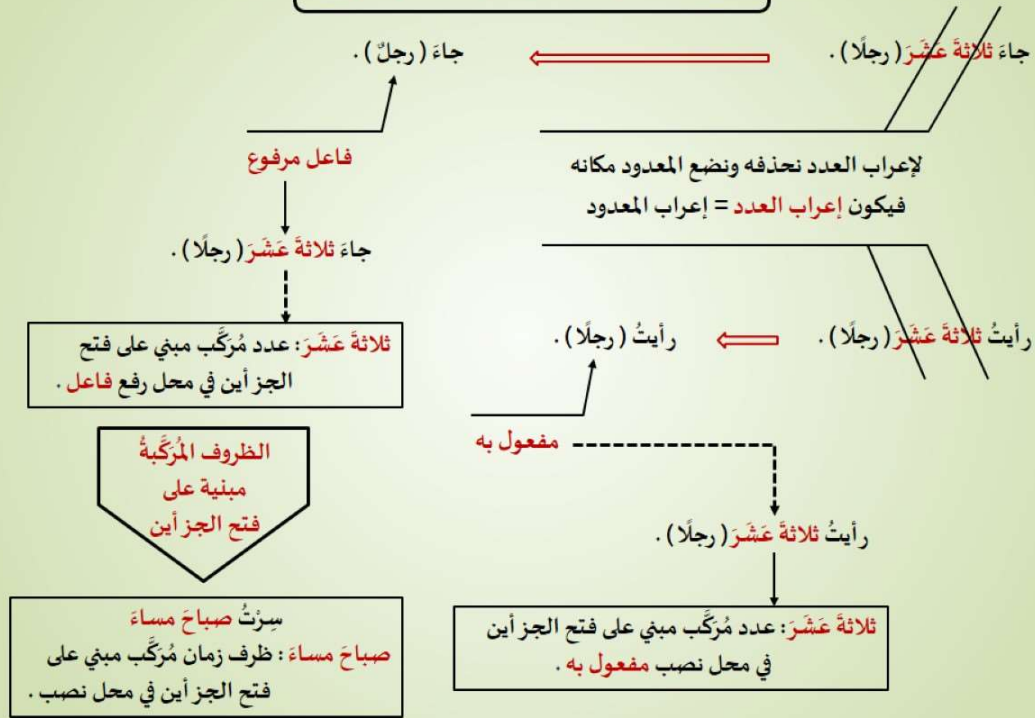 جاءَ ثلاثةَ عَشَرَ (رجلًا).
جاءَ (رجلٌ).
فاعل مرفوع
لإعراب العدد نحذفه ونضع المعدود مكانه
فيكون إعراب العدد = إعراب المعدود
جاءَ ثلاثةَ عَشَرَ (رجلًا).
ثلاثةَ عَشَرَ: عدد مُرَكَّب مبني على فتح
الجزأين في محل رفع فاعل.
رأيتُ ثلاثةَ عَشَرَ (رجلًا).
رأيتُ (رجلًا).
مفعول به
رأيتُ ثلاثةَ عَشَرَ (رجلًا).
ثلاثةَ عَشَرَ: عدد مُرَكَّب مبني على فتح الجزأين
في محل نصب مفعول به.
الظروف المُرَكَّبةُ
مبنية على
فتح الجزأين
سِرْتُ صباحَ مساءَ
صباحَ مساءَ: ظرف زمان مُرَكَّب مبني على
فتح الجزأين في محل نصب.